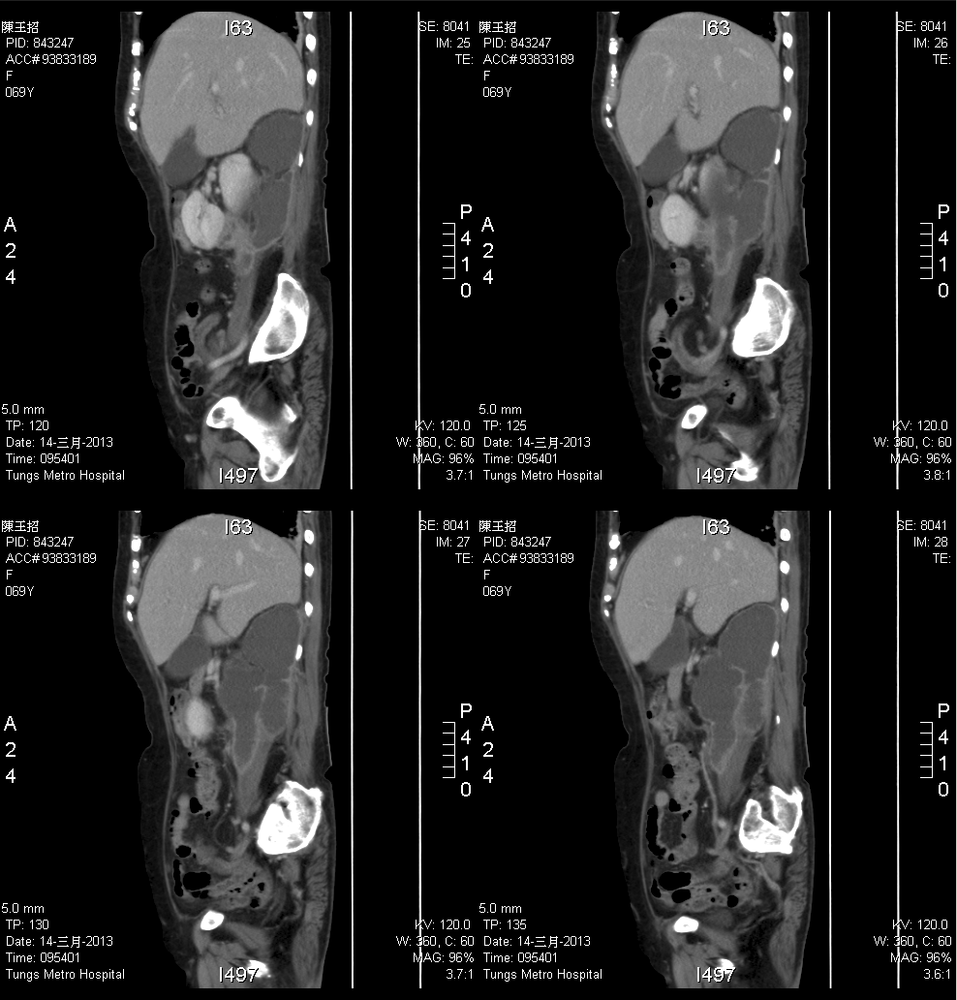 陳玉招
PID: 843247
ACC#93833189
F
069Y
I63
SE: 8041
IM: 25
TE:
A
2
4
P
4
1
0
5.0 mm
TP: 120
Date: 14-三月-2013
Time: 095401
Tungs Metro Hospital
I497
KV: 120.0
W: 360, C: 60
MAG: 96%
3.7:1
陳玉招
PID: 843247
ACC#93833189
F
069Y
I63
SE: 8041
IM: 26
TE:
A
2
4
P
4
1
0
5.0 mm
TP: 125
Date: 14-三月-2013
Time: 095401
Tungs Metro Hospital
I497
KV: 120.0
W: 360, C: 60
MAG: 96%
3.8:1
陳玉招
PID: 843247
ACC#93833189
F
069Y
I63
SE: 8041
IM: 27
TE:
A
2
4
P
4
1
0
5.0 mm
TP: 130
Date: 14-三月-2013
Time: 095401
Tungs Metro Hospital
I497
KV: 120.0
W: 360, C: 60
MAG: 96%
3.7:1
陳玉招
PID: 843247
ACC#93833189
F
069Y
I63
SE: 8041
IM: 28
TE:
A
2
4
P
4
1
0
5.0 mm
TP: 135
Date: 14-三月-2013
Time: 095401
Tungs Metro Hospital
I497
KV: 120.0
W: 360, C: 60
MAG: 96%
3.6:1